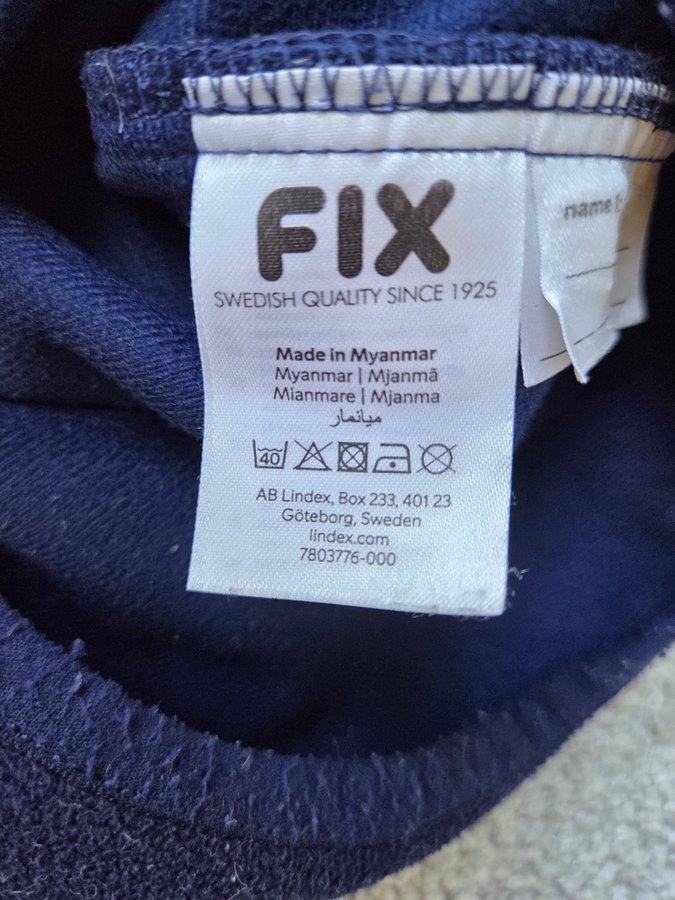 FIX
SWEDISH QUALITY SINCE 1925
Made in Myanmar
Myanmar | Mjanmā
Mianmare | Mjanma
ميانمار
40
AB Lindex, Box 233, 401 23
Göteborg, Sweden
lindex.com
7803776-000
name